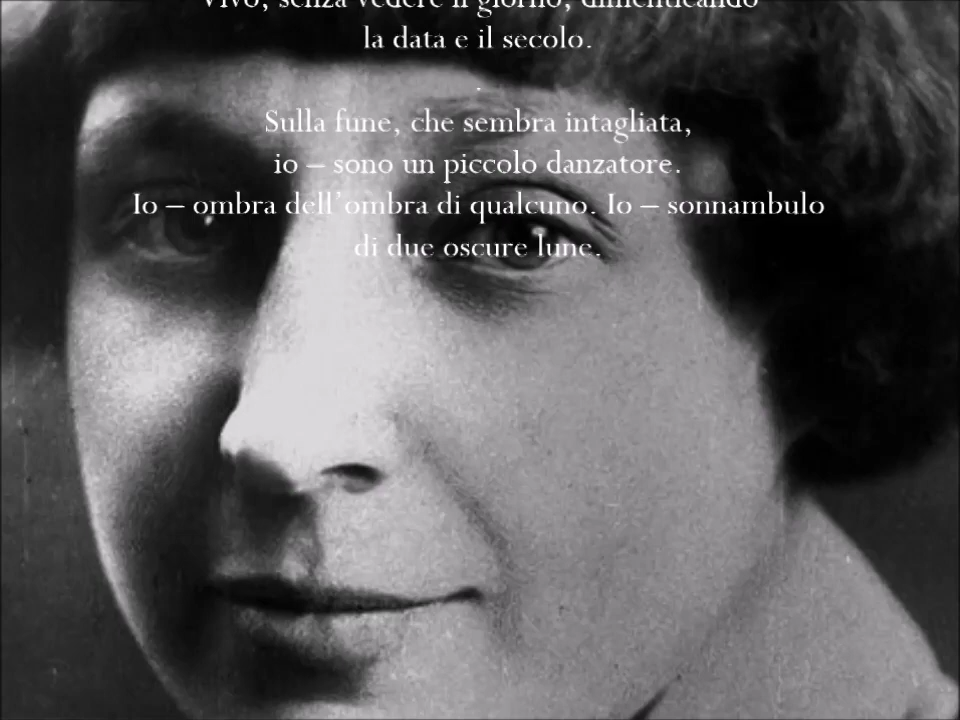 Vivo, senza vedere il giorno, dimenticando
la data e il secolo.
.
Sulla fune, che sembra intagliata,
io – sono un piccolo danzatore.
Io – ombra dell'ombra di qualcuno. Io – sonnambulo
di due oscure lune.